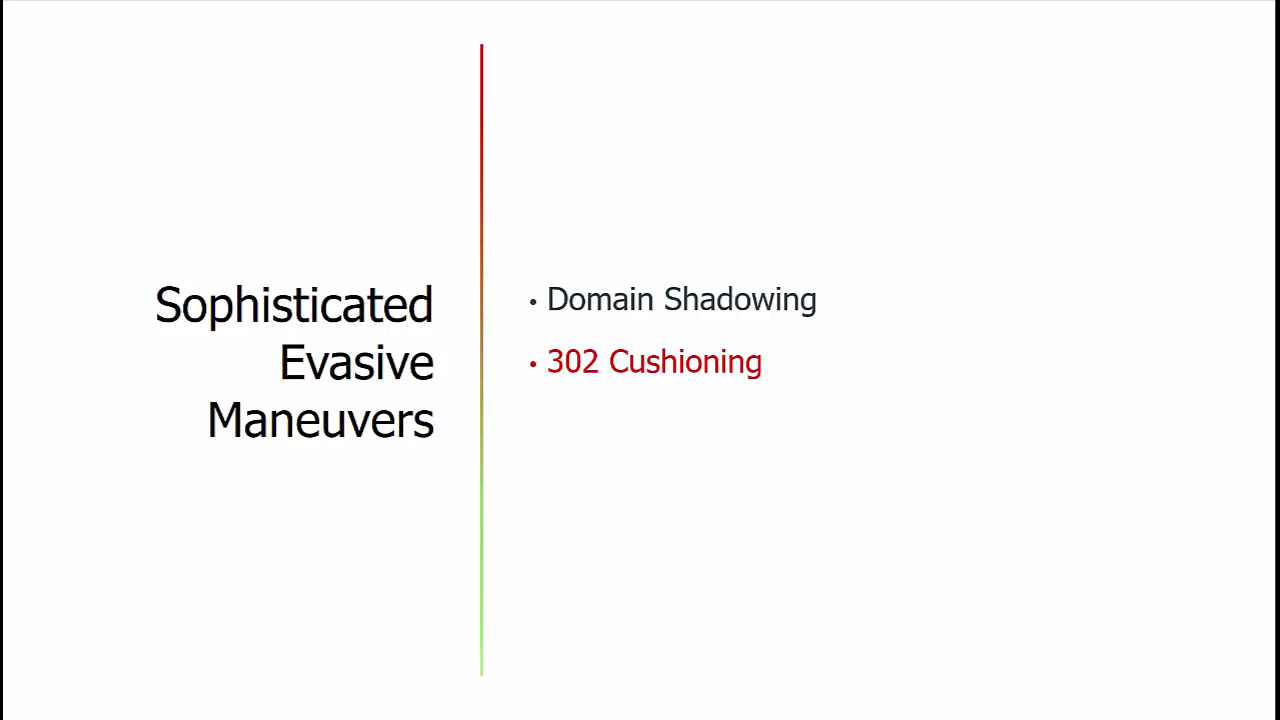 Sophisticated
Evasive
Maneuvers
• Domain Shadowing
• 302 Cushioning